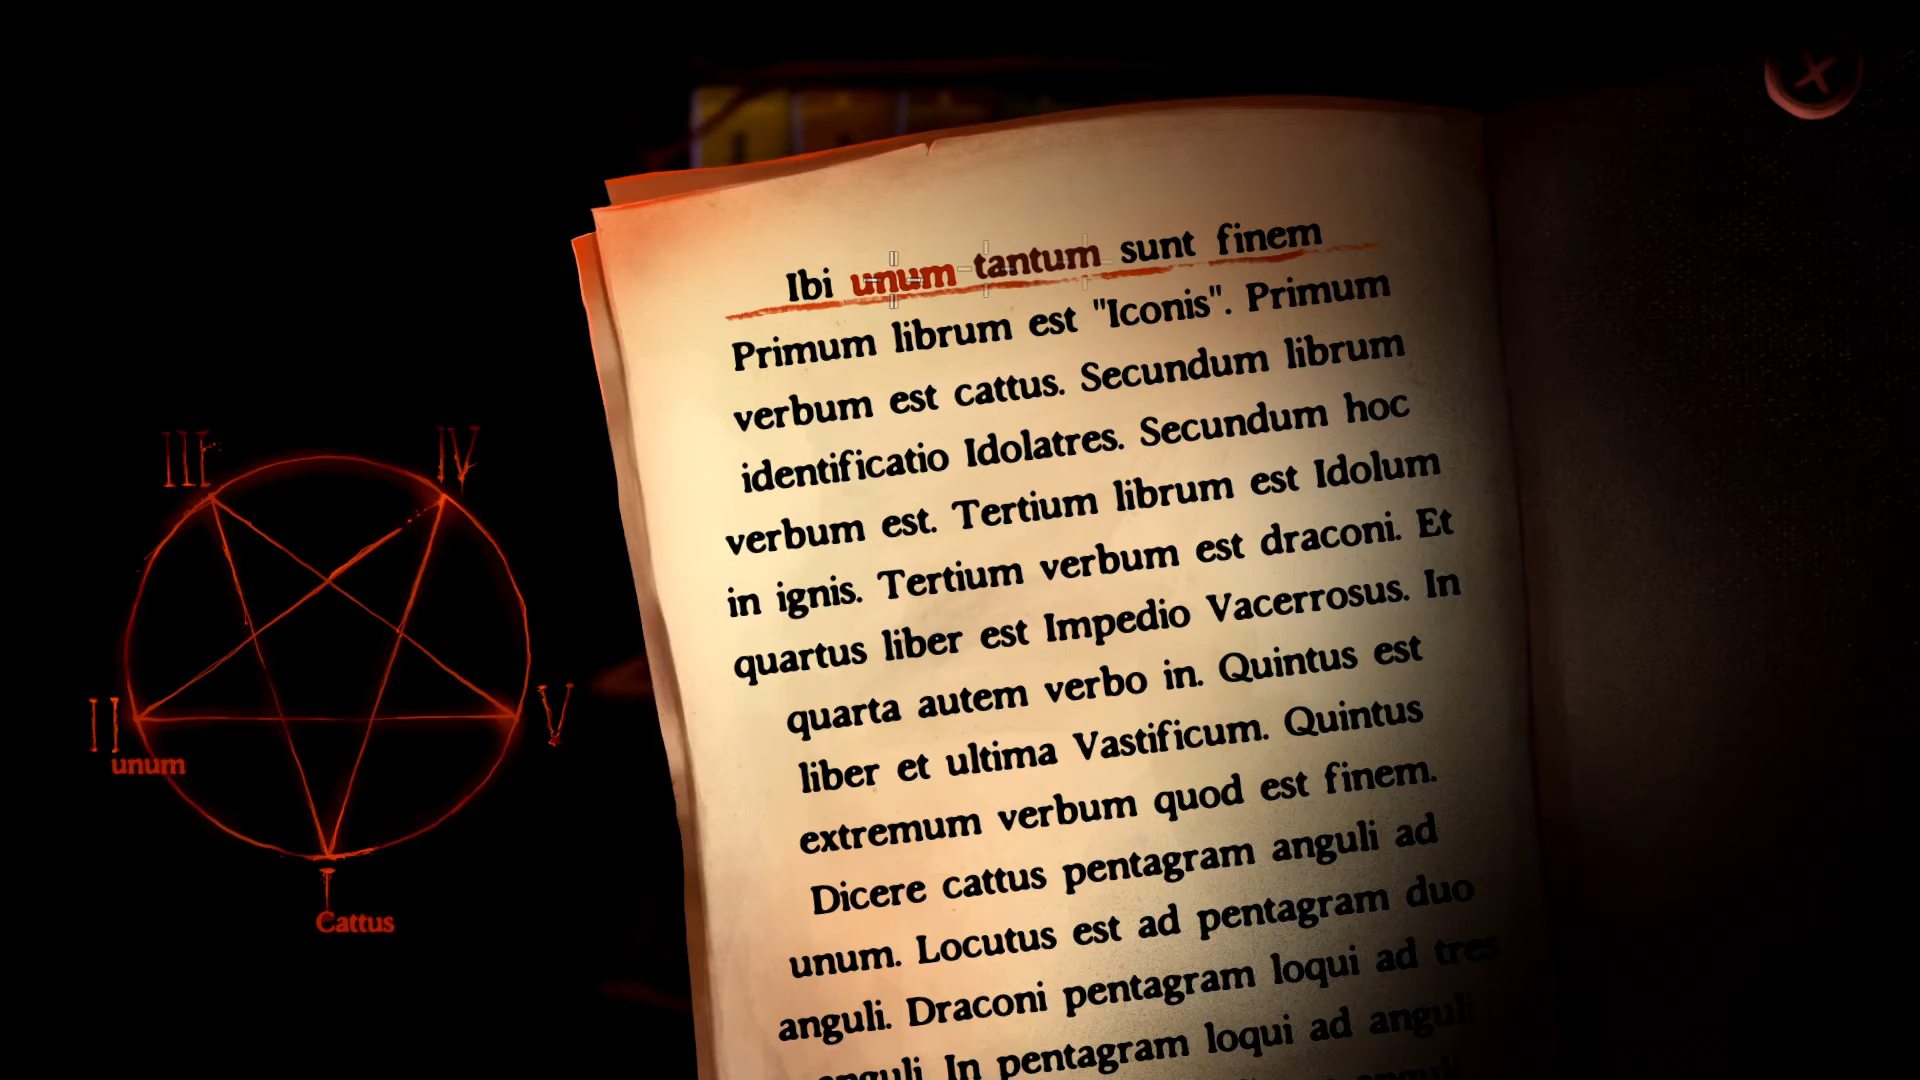 Ibi unum tantum sunt finem
Primum librum est "Iconis". Primum
verbum est cattus. Secundum librum
identificatio Idolatres. Secundum hoc
verbum est. Tertium librum est Idolum
in ignis. Tertium verbum est draconi. Et
quartus liber est Impedio Vacerrosus. In
quarta autem verbo in. Quintus est
liber et ultima Vastificum. Quintus
extremum verbum quod est finem.
Dicere cattus pentagram anguli ad
unum. Locutus est ad pentagram duo
anguli. Draconi pentagram loqui ad tres
anguli. In pentagram loqui ad anguli
III
IV
II
unum
V
I
Cattus